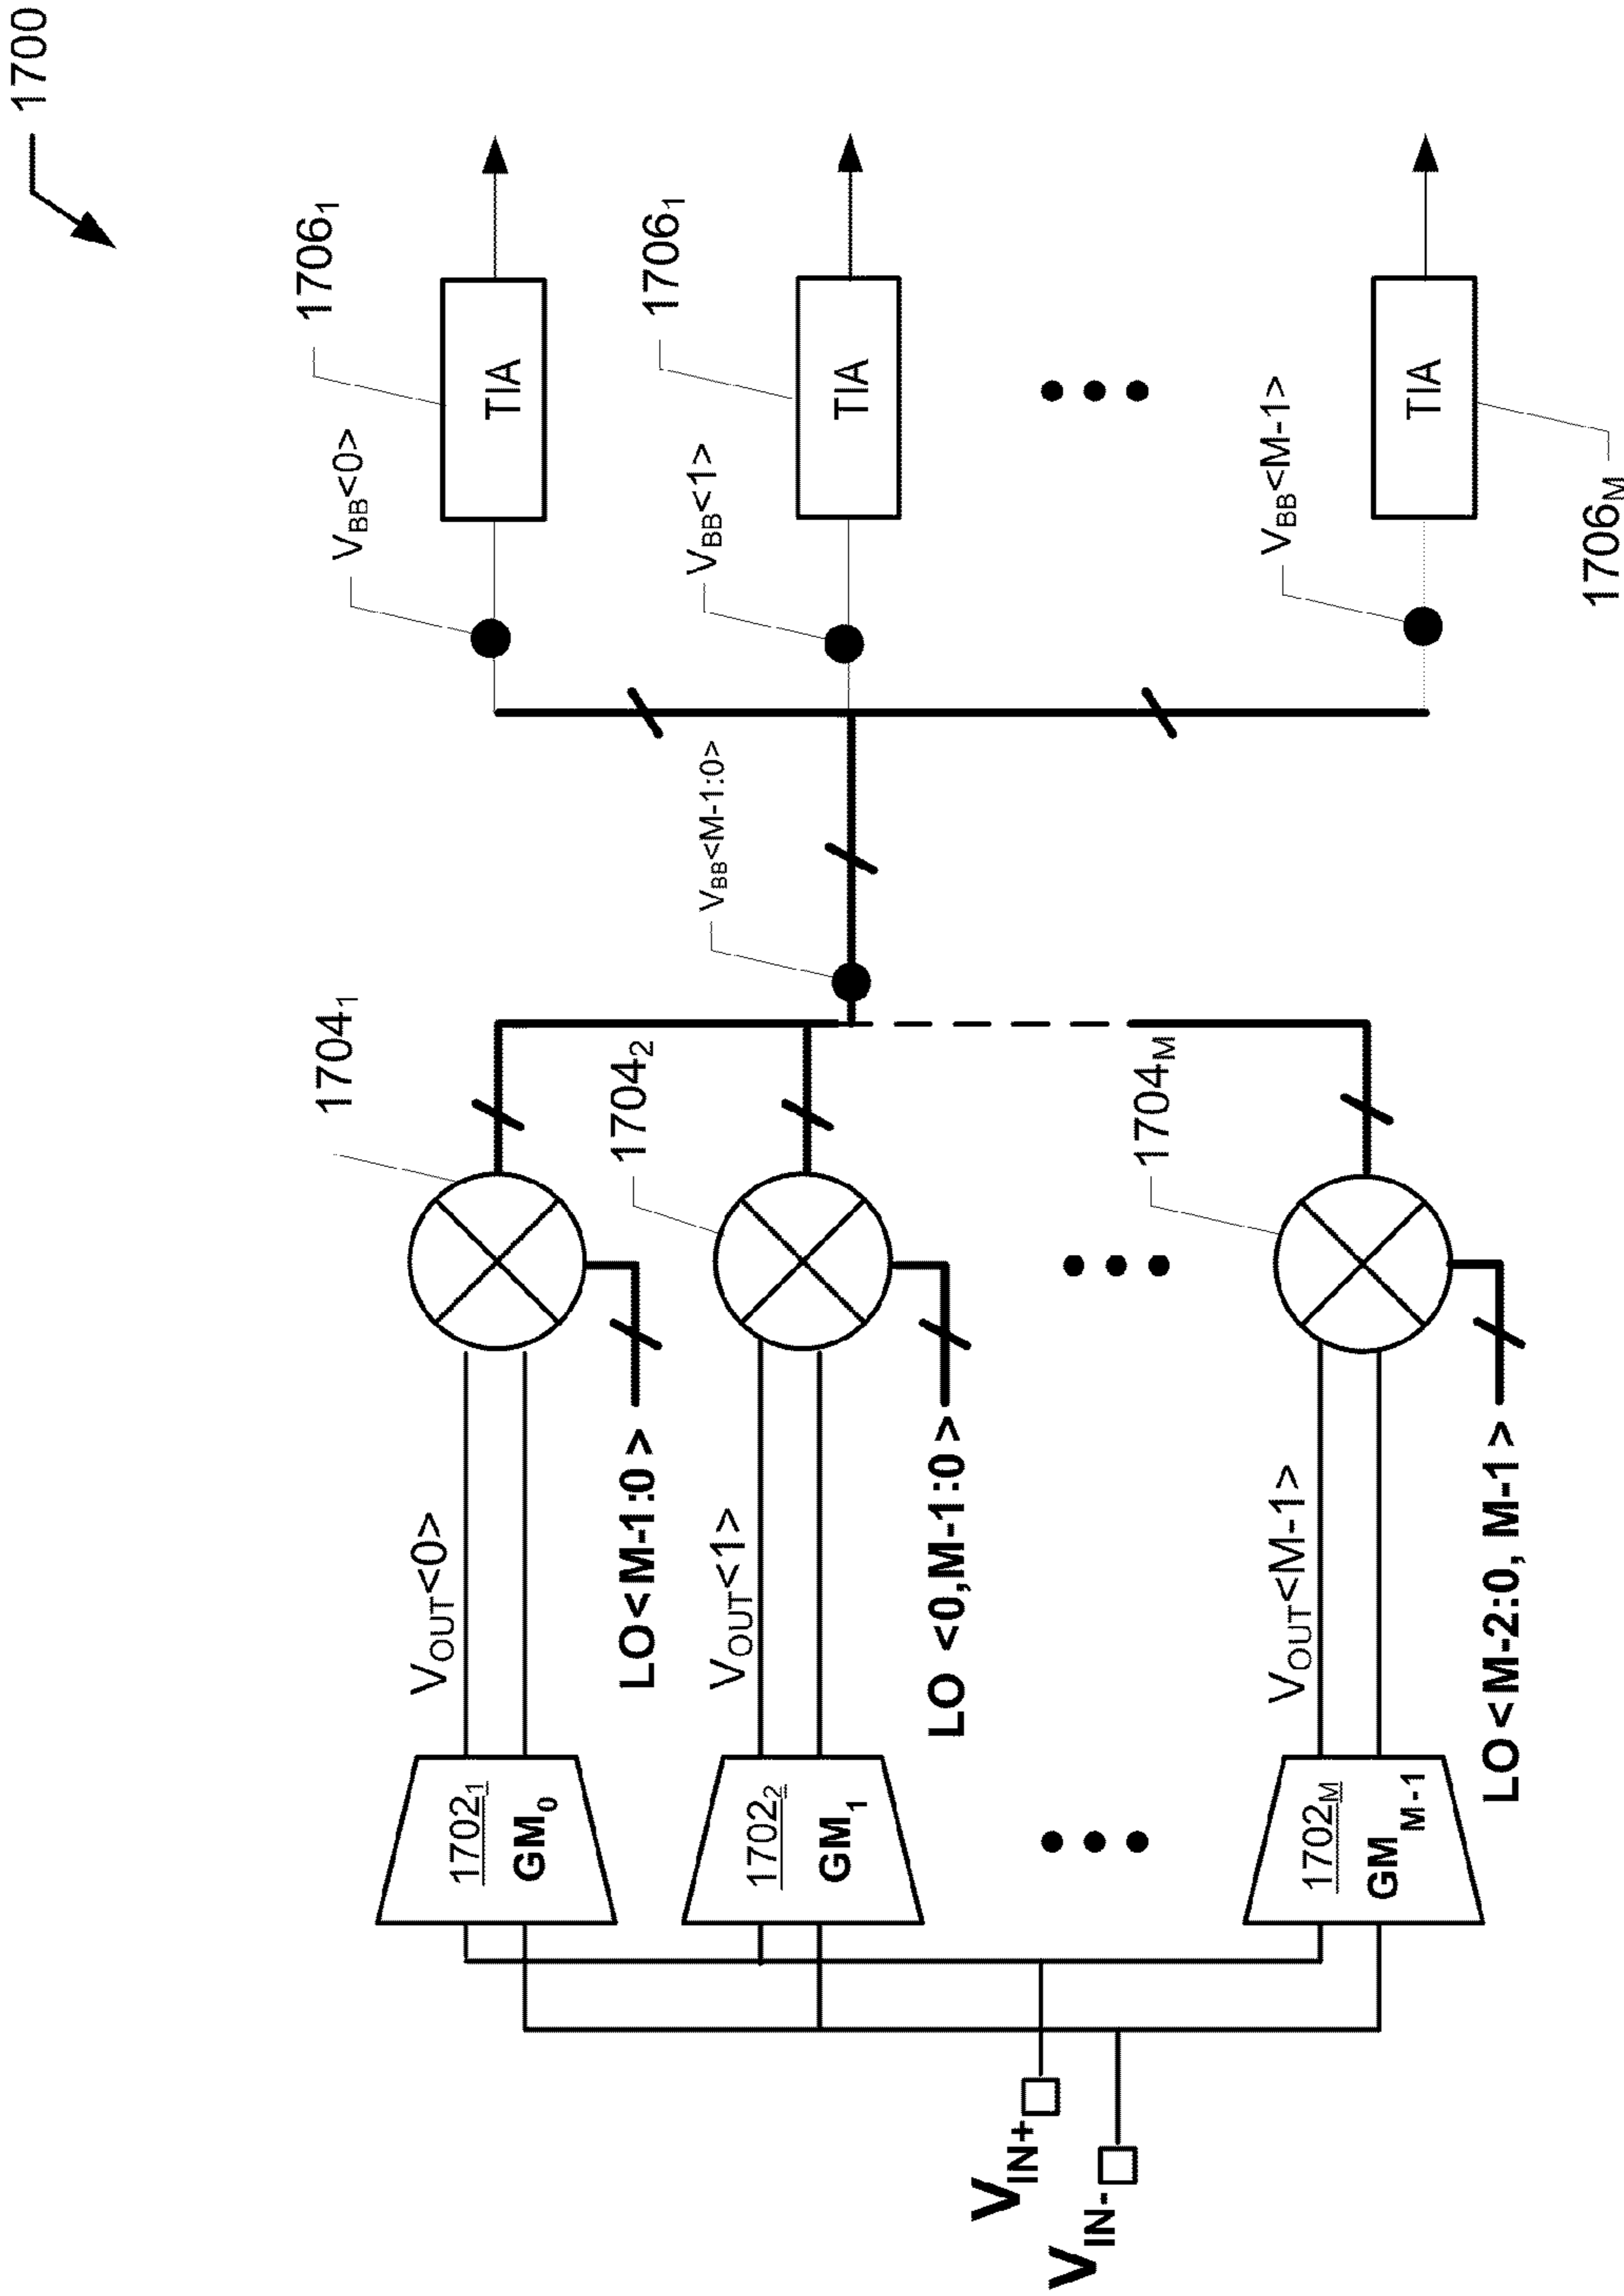 1700
1704₁
1706₁
V_BB<0>
TIA
1702₁
GM₀
V_OUT<0>
LO<M-1:0>
1704₂
V_BB<M-1:0>
V_BB<1>
1706₁
TIA
1702₂
GM₁
V_OUT<1>
LO <0,M-1:0>
V_IN+
V_IN-
1704_M
V_BB<M-1>
TIA
1706_M
1702_M
GM_M-1
V_OUT<M-1>
LO<M-2:0, M-1>